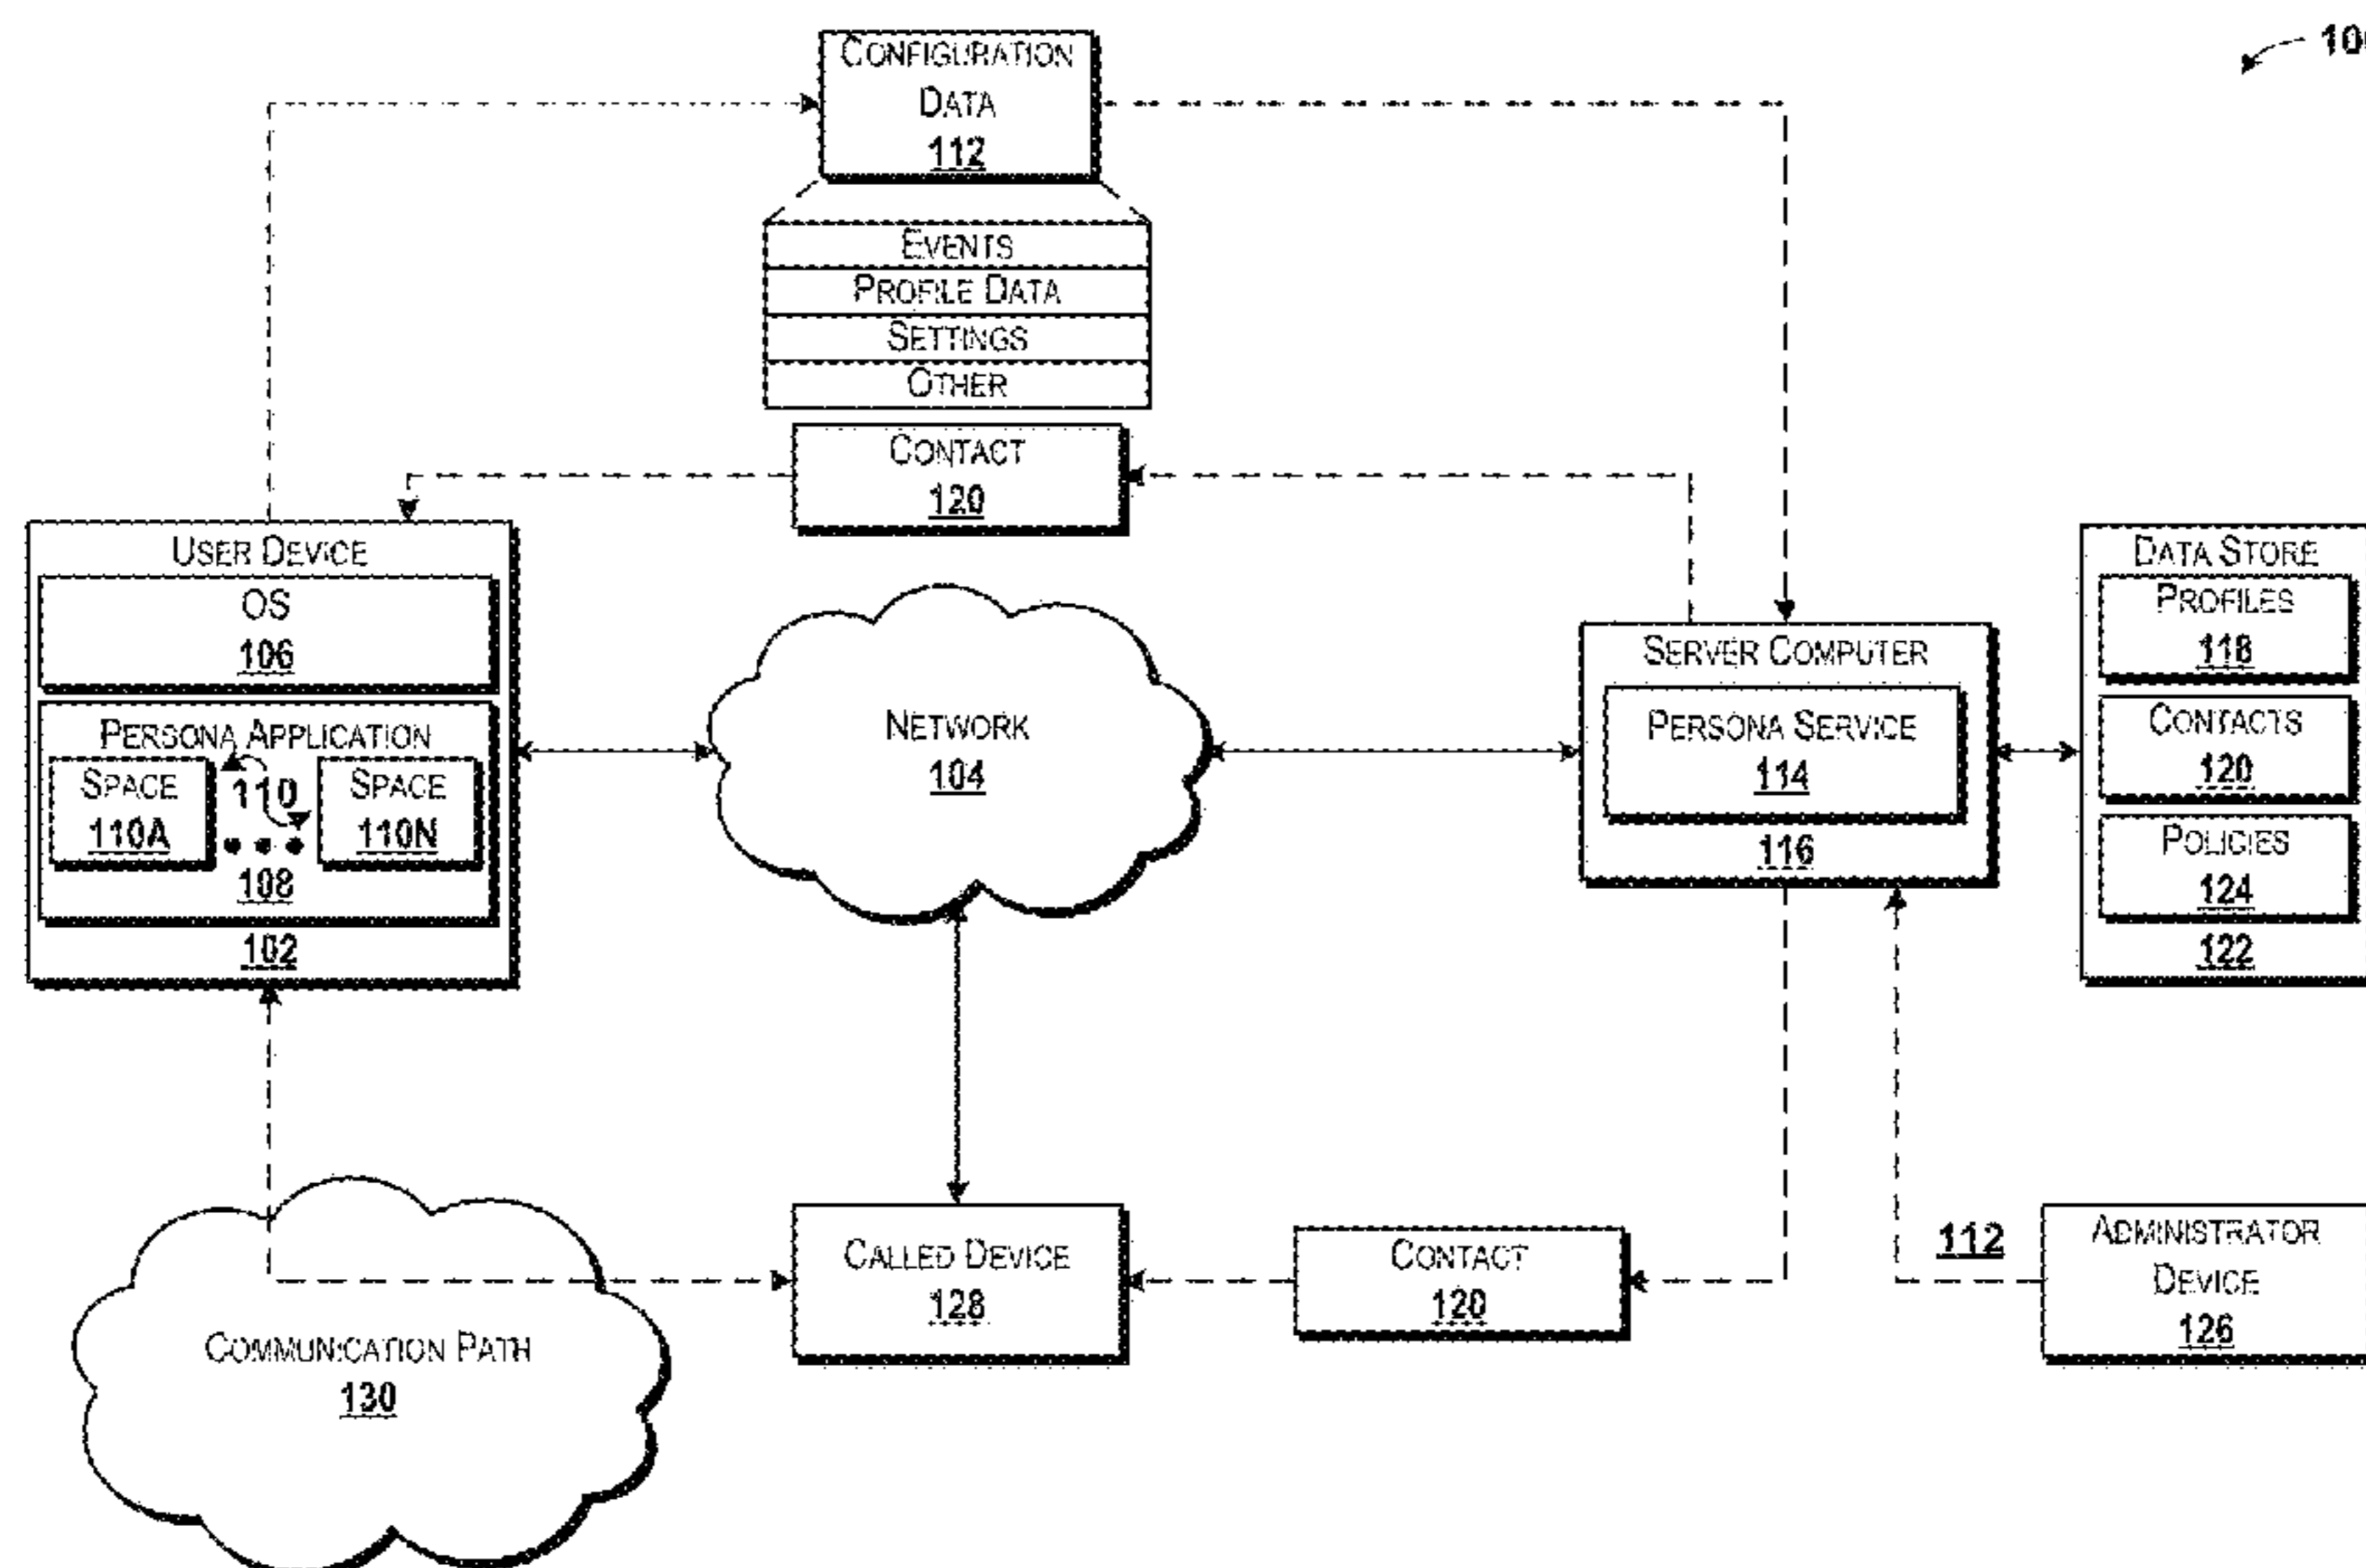 100
CONFIGURATION
DATA
112
EVENTS
PROFILE DATA
SETTINGS
OTHER
CONTACT
120
USER DEVICE
OS
106
PERSONA APPLICATION
SPACE
110A
110
SPACE
110N
108
102
NETWORK
104
SERVER COMPUTER
PERSONA SERVICE
114
116
DATA STORE
PROFILES
118
CONTACTS
120
POLICIES
124
122
COMMUNICATION PATH
130
CALLED DEVICE
128
CONTACT
120
112
ADMINISTRATOR
DEVICE
126